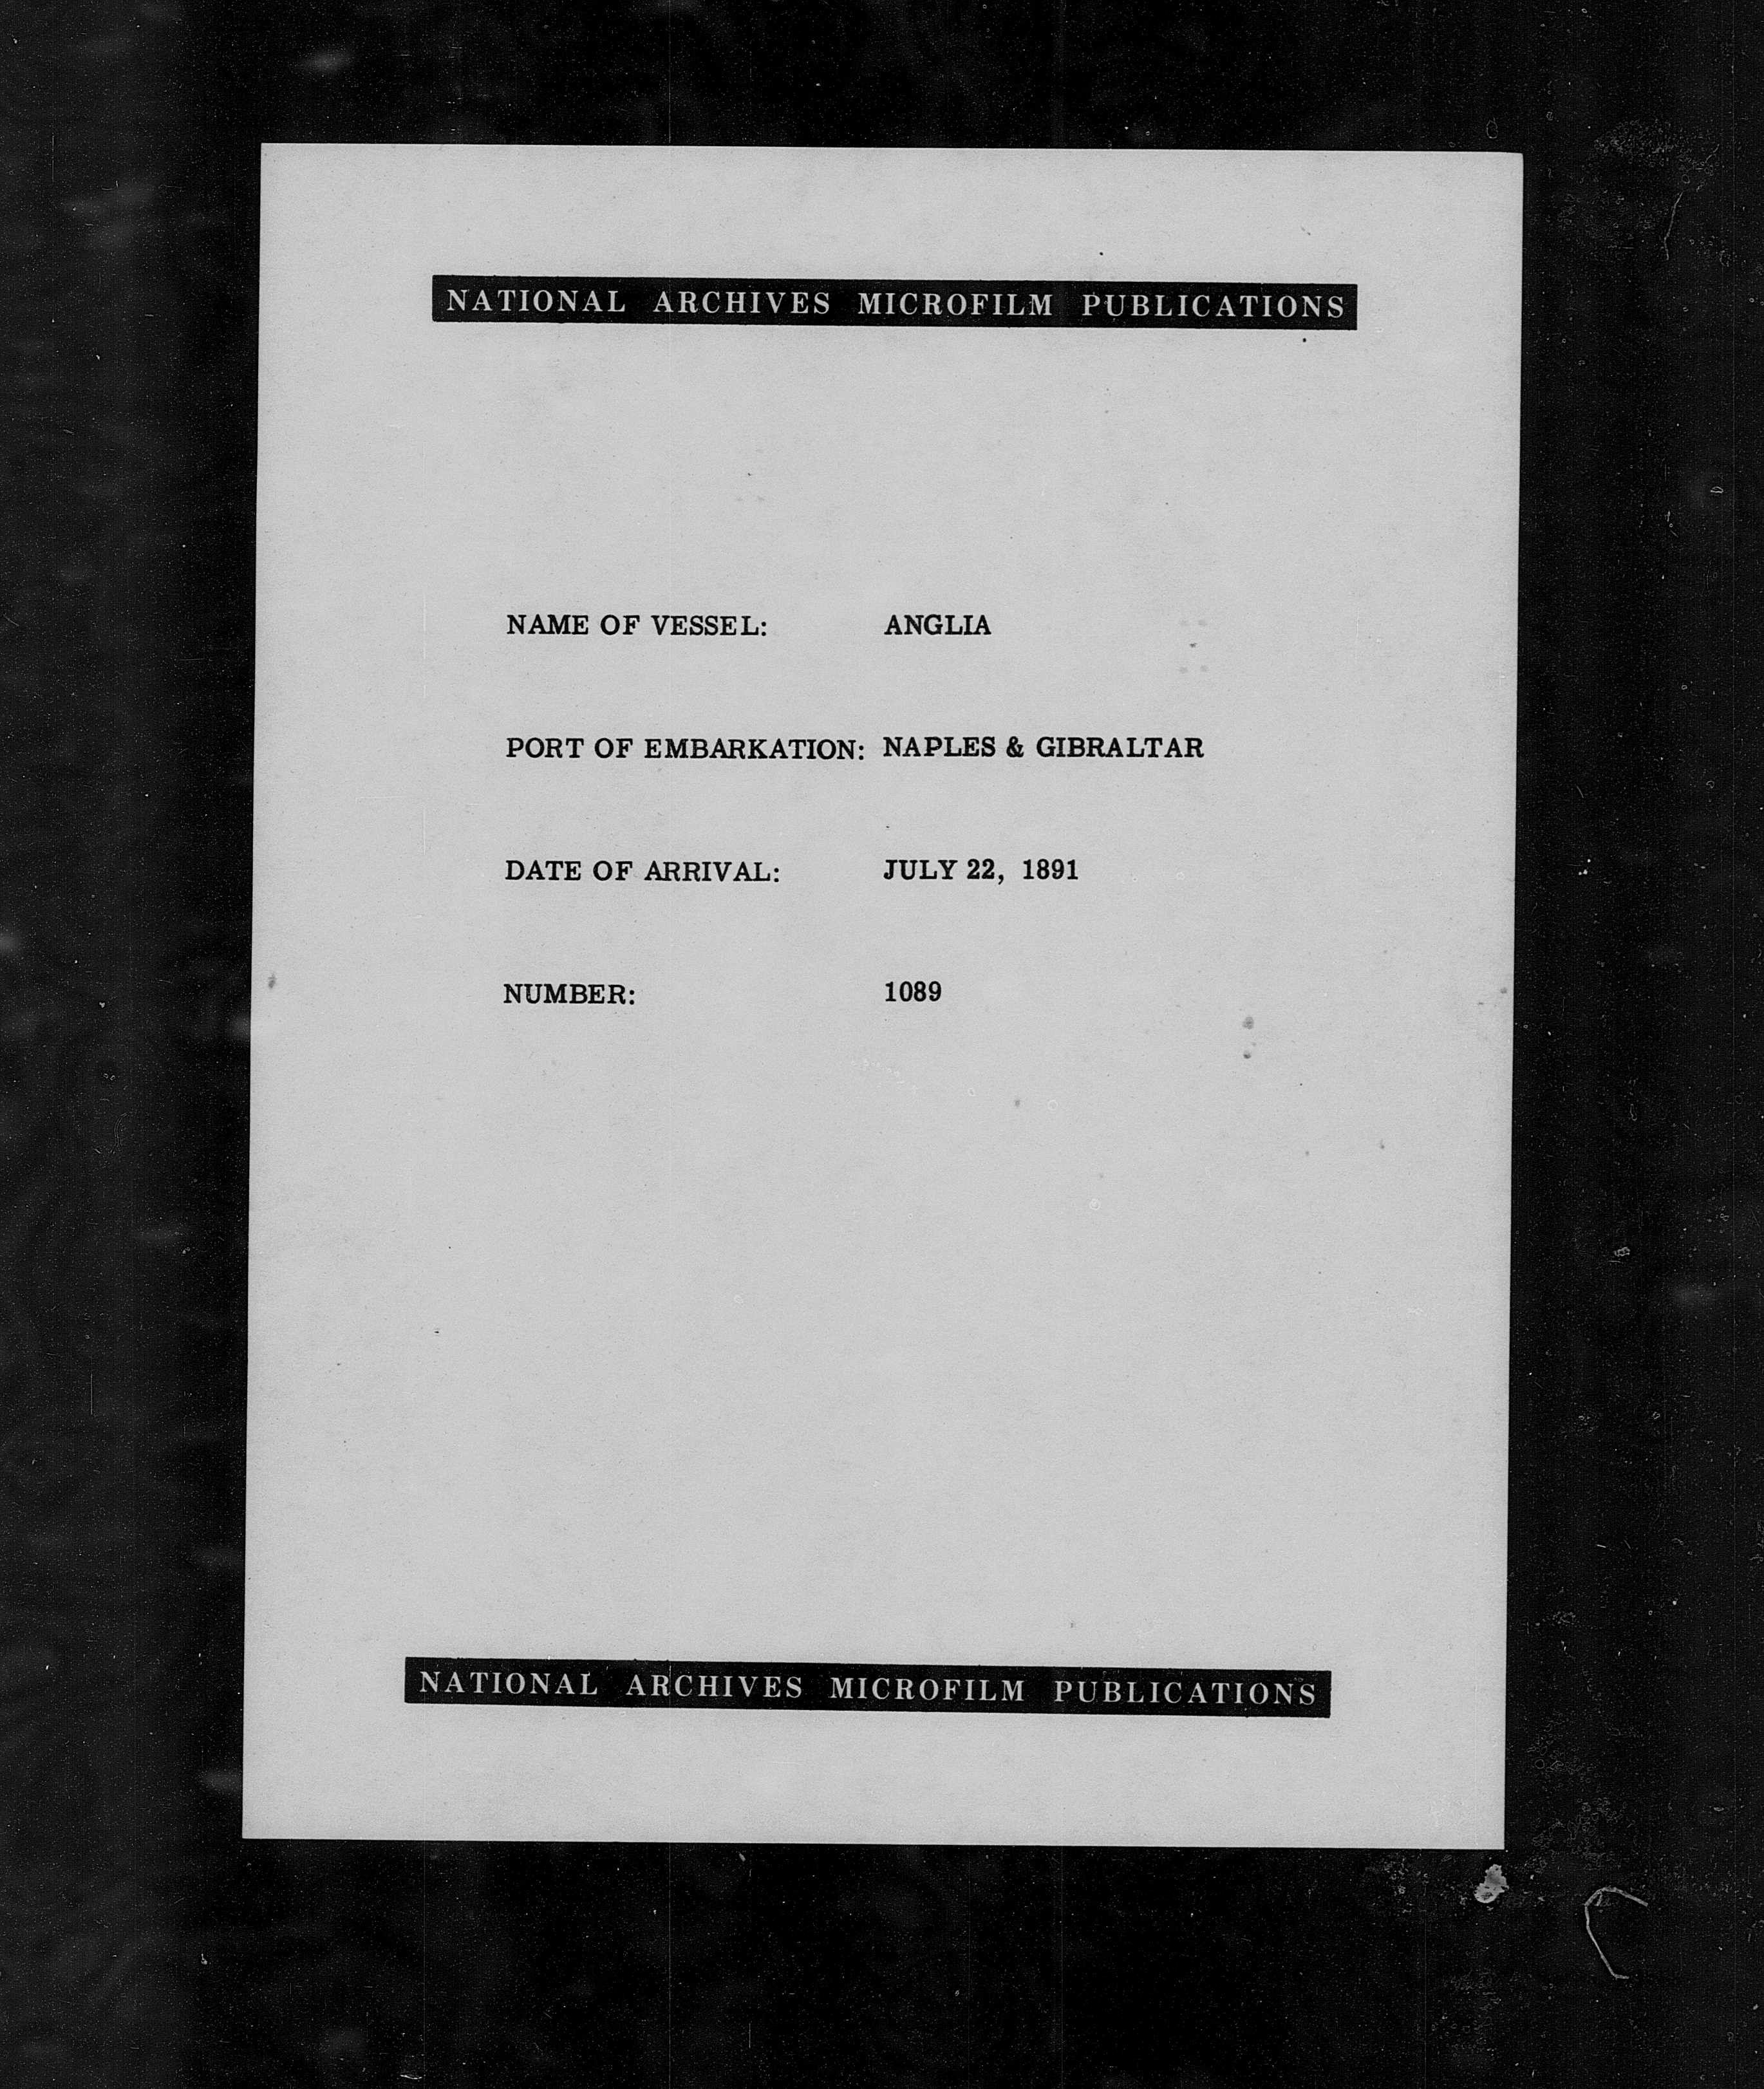 NATIONAL ARCHIVES MICROFILM PUBLICATIONS
NAME OF VESSEL: ANGLIA
PORT OF EMBARKATION: NAPLES & GIBRALTAR
DATE OF ARRIVAL: JULY 22, 1891
NUMBER: 1089
NATIONAL ARCHIVES MICROFILM PUBLICATIONS